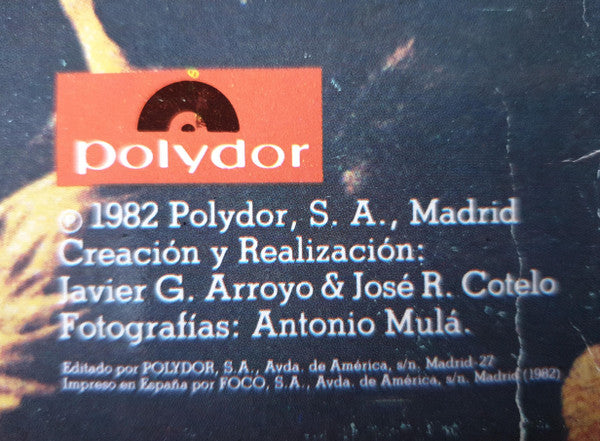 polydor
© 1982 Polydor, S. A., Madrid
Creación y Realización:
Javier G. Arroyo & José R. Cotelo
Fotografías: Antonio Mulá.
Editado por POLYDOR, S.A., Avda. de América, s/n. Madrid-27
Impreso en España por FOCO, S.A., Avda. de América, s/n. Madrid (1982)